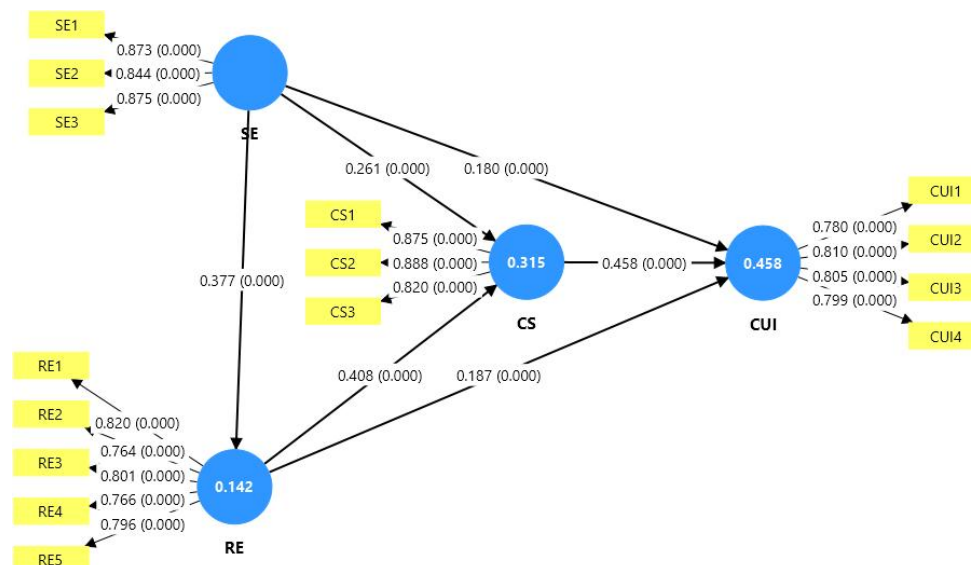 SE1
SE2
SE3
0.873 (0.000)
0.844 (0.000)
0.875 (0.000)
SE
0.261 (0.000)
0.180 (0.000)
0.377 (0.000)
CS1
CS2
CS3
0.875 (0.000)
0.888 (0.000)
0.820 (0.000)
0.315
CS
0.458 (0.000)
0.458
CUI
0.780 (0.000)
0.810 (0.000)
0.805 (0.000)
0.799 (0.000)
CUI1
CUI2
CUI3
CUI4
0.408 (0.000)
0.187 (0.000)
RE1
RE2
RE3
RE4
RE5
0.820 (0.000)
0.764 (0.000)
0.801 (0.000)
0.766 (0.000)
0.796 (0.000)
0.142
RE